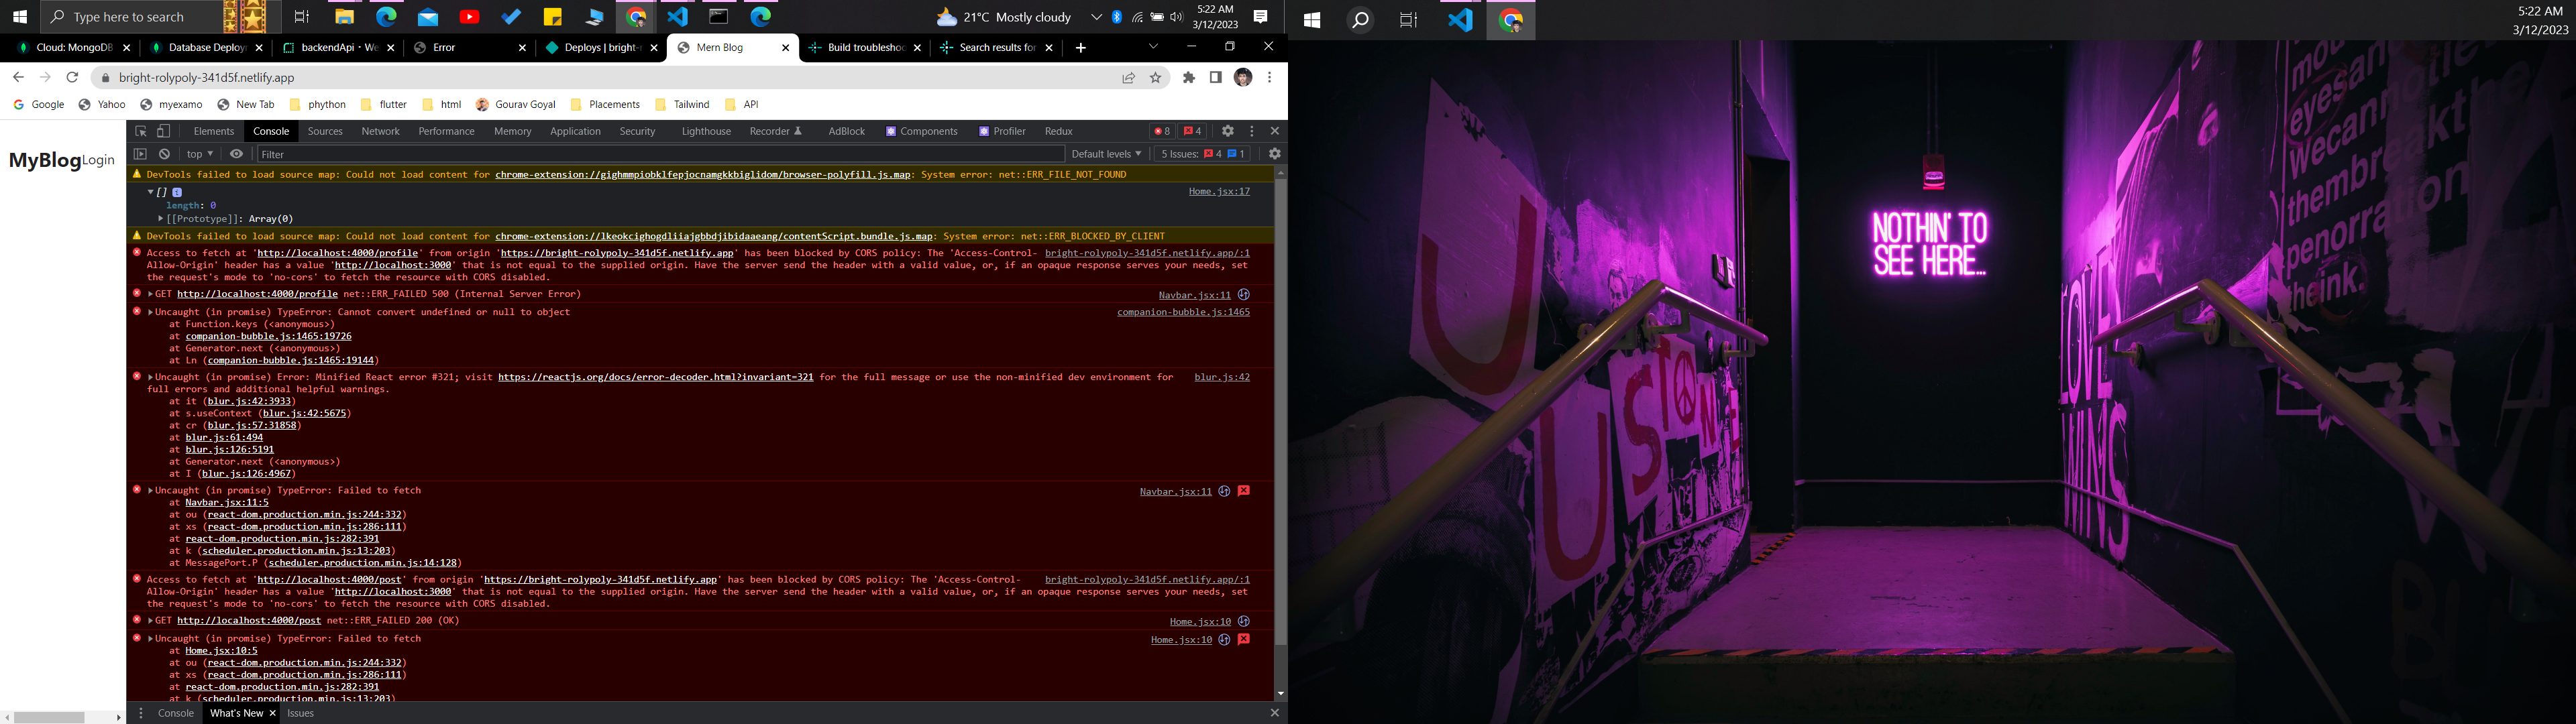 Type here to search
21°C Mostly cloudy
5:22 AM
3/12/2023
Cloud: MongoDB
Database Deploy
backendApi · We
Error
Deploys | bright-r
Mern Blog
Build troublesho
Search results for
bright-rolypoly-341d5f.netlify.app
Google
Yahoo
myexamo
New Tab
phython
flutter
html
Gourav Goyal
Placements
Tailwind
API
Elements
Console
Sources
Network
Performance
Memory
Application
Security
Lighthouse
Recorder
AdBlock
Components
Profiler
Redux
8
4
top
Filter
Default levels
5 Issues: 4 1
MyBlog Login
DevTools failed to load source map: Could not load content for chrome-extension://gighmmpiobklfepjocnamgkkbiglidom/browser-polyfill.js.map: System error: net::ERR_FILE_NOT_FOUND
[] i Home.jsx:17
length: 0
[[Prototype]]: Array(0)
DevTools failed to load source map: Could not load content for chrome-extension://lkeokcighogdliiajgbbdjibidaaeang/contentScript.bundle.js.map: System error: net::ERR_BLOCKED_BY_CLIENT
Access to fetch at 'http://localhost:4000/profile' from origin 'https://bright-rolypoly-341d5f.netlify.app' has been blocked by CORS policy: The 'Access-Control- bright-rolypoly-341d5f.netlify.app/:1
Allow-Origin' header has a value 'http://localhost:3000' that is not equal to the supplied origin. Have the server send the header with a valid value, or, if an opaque response serves your needs, set
the request's mode to 'no-cors' to fetch the resource with CORS disabled.
GET http://localhost:4000/profile net::ERR_FAILED 500 (Internal Server Error) Navbar.jsx:11
Uncaught (in promise) TypeError: Cannot convert undefined or null to object companion-bubble.js:1465
at Function.keys (<anonymous>)
at companion-bubble.js:1465:19726
at Generator.next (<anonymous>)
at Ln (companion-bubble.js:1465:19144)
Uncaught (in promise) Error: Minified React error #321; visit https://reactjs.org/docs/error-decoder.html?invariant=321 for the full message or use the non-minified dev environment for blur.js:42
full errors and additional helpful warnings.
at it (blur.js:42:3933)
at s.useContext (blur.js:42:5675)
at cr (blur.js:57:31858)
at blur.js:61:494
at blur.js:126:5191
at Generator.next (<anonymous>)
at I (blur.js:126:4967)
Uncaught (in promise) TypeError: Failed to fetch Navbar.jsx:11
at Navbar.jsx:11:5
at ou (react-dom.production.min.js:244:332)
at xs (react-dom.production.min.js:286:111)
at react-dom.production.min.js:282:391
at k (scheduler.production.min.js:13:203)
at MessagePort.P (scheduler.production.min.js:14:128)
Access to fetch at 'http://localhost:4000/post' from origin 'https://bright-rolypoly-341d5f.netlify.app' has been blocked by CORS policy: The 'Access-Control- bright-rolypoly-341d5f.netlify.app/:1
Allow-Origin' header has a value 'http://localhost:3000' that is not equal to the supplied origin. Have the server send the header with a valid value, or, if an opaque response serves your needs, set
the request's mode to 'no-cors' to fetch the resource with CORS disabled.
GET http://localhost:4000/post net::ERR_FAILED 200 (OK) Home.jsx:10
Uncaught (in promise) TypeError: Failed to fetch Home.jsx:10
at Home.jsx:10:5
at ou (react-dom.production.min.js:244:332)
at xs (react-dom.production.min.js:286:111)
at react-dom.production.min.js:282:391
at k (scheduler.production.min.js:13:203)
Console
What's New
Issues
5:22 AM
3/12/2023
NOTHIN' TO
SEE HERE...
eyesan
wecannot
thembreakthe